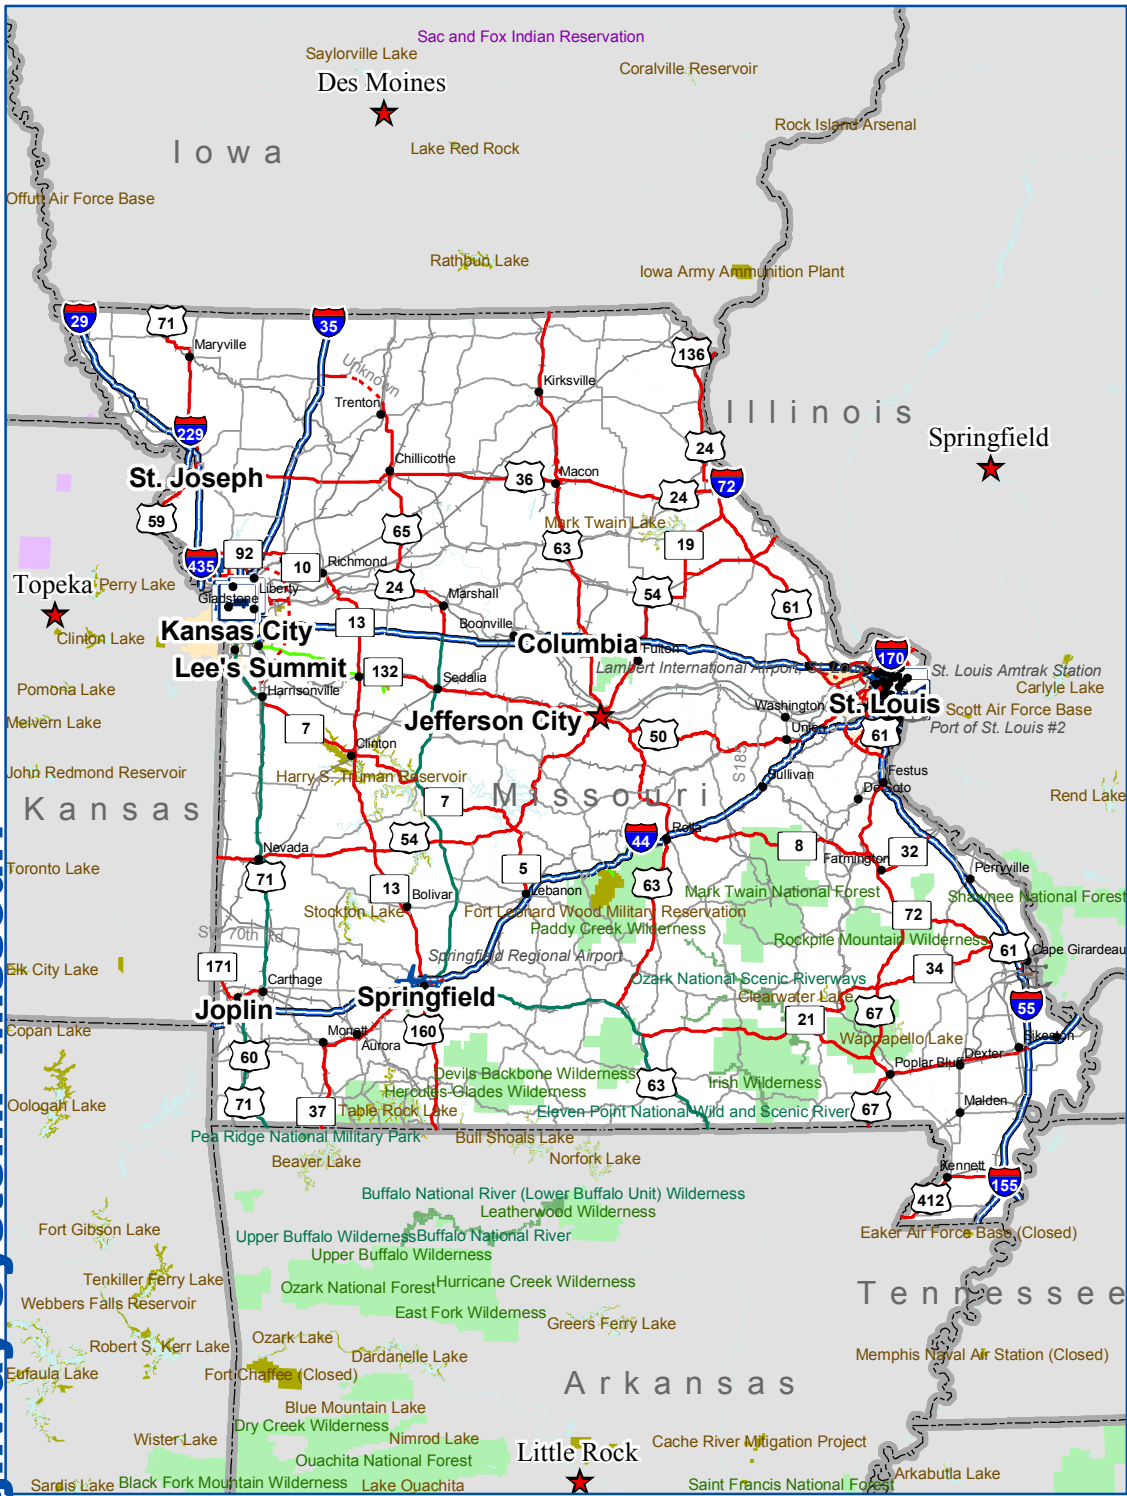 Sac and Fox Indian Reservation
Saylorville Lake
Coralville Reservoir
Des Moines
Rock Island Arsenal
Iowa
Lake Red Rock
Offutt Air Force Base
Rathbun Lake
Iowa Army Ammunition Plant
29
71
35
136
Maryville
Unknown
Kirksville
Trenton
Illinois
229
24
Springfield
Chillicothe
St. Joseph
36
Macon
72
24
59
65
Mark Twain Lake
63
19
92
435
10
Richmond
Topeka
Perry Lake
24
Liberty
Gladstone
Marshall
54
61
Kansas City
13
Boonville
Columbia
Fulton
Clinton Lake
Lee's Summit
132
Sedalia
Lambert International Airport, St. Louis
170
St. Louis Amtrak Station
Pomona Lake
Harrisonville
Carlyle Lake
Melvern Lake
Jefferson City
Washington
St. Louis
Scott Air Force Base
Port of St. Louis #2
7
50
Union
61
Clinton
S185
John Redmond Reservoir
Harry S. Truman Reservoir
Sullivan
Festus
De Soto
Kansas
Missouri
7
Rend Lake
54
44
Rolla
8
32
Nevada
Farmington
Toronto Lake
71
5
Perryville
13
Bolivar
Lebanon
63
Mark Twain National Forest
Shawnee National Forest
Stockton Lake
Fort Leonard Wood Military Reservation
72
Paddy Creek Wilderness
SW 70th Rd
Rockpile Mountain Wilderness
61
Cape Girardeau
Elk City Lake
171
Springfield Regional Airport
34
Carthage
Ozark National Scenic Riverways
Joplin
Springfield
Clearwater Lake
55
Copan Lake
160
21
67
Monett
Aurora
Wappapello Lake
Sikeston
60
Dexter
Devils Backbone Wilderness
Poplar Bluff
Hercules-Glades Wilderness
63
Irish Wilderness
Oologah Lake
71
37
Table Rock Lake
Eleven Point National Wild and Scenic River
67
Malden
Pea Ridge National Military Park
Bull Shoals Lake
Beaver Lake
Norfork Lake
Kennett
155
412
Buffalo National River (Lower Buffalo Unit) Wilderness
Leatherwood Wilderness
Fort Gibson Lake
Upper Buffalo Wilderness
Buffalo National River
Eaker Air Force Base (Closed)
Upper Buffalo Wilderness
Tenkiller Ferry Lake
Ozark National Forest
Hurricane Creek Wilderness
Tennessee
Webbers Falls Reservoir
East Fork Wilderness
Greers Ferry Lake
Robert S. Kerr Lake
Ozark Lake
Dardanelle Lake
Memphis Naval Air Station (Closed)
Eufaula Lake
Fort Chaffee (Closed)
Arkansas
Blue Mountain Lake
Dry Creek Wilderness
Wister Lake
Nimrod Lake
Little Rock
Cache River Mitigation Project
Ouachita National Forest
Arkabutla Lake
Sardis Lake
Black Fork Mountain Wilderness
Lake Ouachita
Saint Francis National Forest